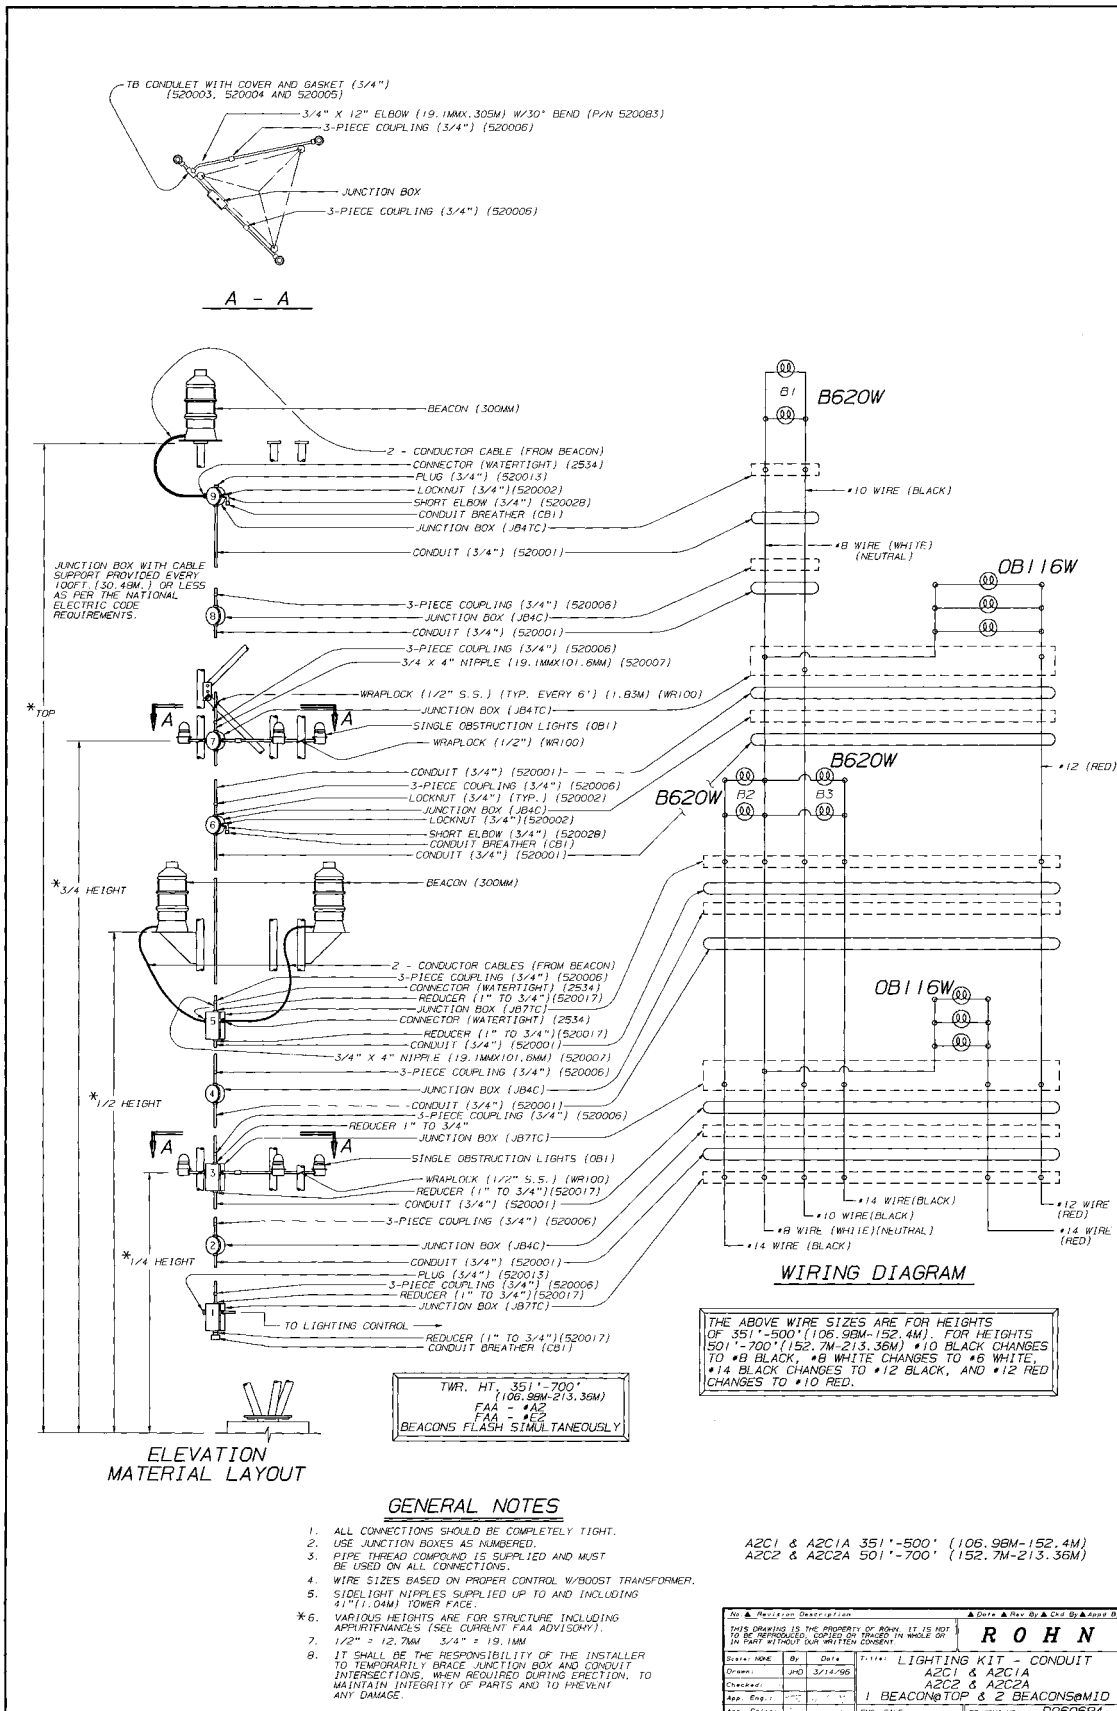 TB CONDULET WITH COVER AND GASKET (3/4")
(520003, 520004 AND 520005)
3/4" X 12" ELBOW (19.1MMX.305M) W/30° BEND (P/N 520083)
3-PIECE COUPLING (3/4") (520006)
JUNCTION BOX
3-PIECE COUPLING (3/4") (520006)
A - A
B1
B620W
BEACON (300MM)
2 - CONDUCTOR CABLE (FROM BEACON)
CONNECTOR (WATERTIGHT) (2534)
PLUG (3/4") (520013)
LOCKNUT (3/4")(520002)
SHORT ELBOW (3/4") (520028)
CONDUIT BREATHER (CB1)
JUNCTION BOX (JB4TC)
9
#10 WIRE (BLACK)
CONDUIT (3/4") (520001)
#8 WIRE (WHITE)
(NEUTRAL)
OB116W
JUNCTION BOX WITH CABLE
SUPPORT PROVIDED EVERY
100FT. (30.48M.) OR LESS
AS PER THE NATIONAL
ELECTRIC CODE
REQUIREMENTS.
3-PIECE COUPLING (3/4") (520006)
8
JUNCTION BOX (JB4C)
CONDUIT (3/4") (520001)
3-PIECE COUPLING (3/4") (520006)
3/4 X 4" NIPPLE (19.1MMX101.6MM) (520007)
WRAPLOCK (1/2" S.S.) (TYP. EVERY 6') (1.83M) (WR100)
*TOP
A
A
JUNCTION BOX (JB4TC)
SINGLE OBSTRUCTION LIGHTS (OB1)
7
WRAPLOCK (1/2") (WR100)
B620W
#12 (RED)
CONDUIT (3/4") (520001)
3-PIECE COUPLING (3/4") (520006)
B620W
B2
B3
LOCKNUT (3/4") (TYP.) (520002)
JUNCTION BOX (JB4C)
LOCKNUT (3/4")(520002)
6
SHORT ELBOW (3/4") (520028)
CONDUIT BREATHER (CB1)
CONDUIT (3/4") (520001)
*3/4 HEIGHT
BEACON (300MM)
2 - CONDUCTOR CABLES (FROM BEACON)
3-PIECE COUPLING (3/4") (520006)
CONNECTOR (WATERTIGHT) (2534)
REDUCER (1" TO 3/4")(520017)
JUNCTION BOX (JB7TC)
OB116W
5
CONNECTOR (WATERTIGHT) (2534)
REDUCER (1" TO 3/4")(520017)
CONDUIT (3/4") (520001)
3/4" X 4" NIPPLE (19.1MMX101.6MM) (520007)
3-PIECE COUPLING (3/4") (520006)
4
JUNCTION BOX (JB4C)
*1/2 HEIGHT
CONDUIT (3/4") (520001)
3-PIECE COUPLING (3/4") (520006)
REDUCER 1" TO 3/4"
A
A
JUNCTION BOX (JB7TC)
SINGLE OBSTRUCTION LIGHTS (OB1)
3
WRAPLOCK (1/2" S.S.) (WR100)
REDUCER (1" TO 3/4")(520017)
CONDUIT (3/4") (520001)
#14 WIRE(BLACK)
#12 WIRE
(RED)
#10 WIRE(BLACK)
3-PIECE COUPLING (3/4") (520006)
#8 WIRE (WHITE)(NEUTRAL)
#14 WIRE
(RED)
2
JUNCTION BOX (JB4C)
#14 WIRE (BLACK)
*1/4 HEIGHT
CONDUIT (3/4") (520001)
PLUG (3/4") (520013)
3-PIECE COUPLING (3/4") (520006)
REDUCER (1" TO 3/4")(520017)
JUNCTION BOX (JB7TC)
WIRING DIAGRAM
1
TO LIGHTING CONTROL
REDUCER (1" TO 3/4")(520017)
CONDUIT BREATHER (CB1)
THE ABOVE WIRE SIZES ARE FOR HEIGHTS
OF 351'-500'(106.98M-152.4M). FOR HEIGHTS
501'-700'(152.7M-213.36M) #10 BLACK CHANGES
TO #8 BLACK, #8 WHITE CHANGES TO #6 WHITE,
#14 BLACK CHANGES TO #12 BLACK, AND #12 RED
CHANGES TO #10 RED.
TWR. HT. 351'-700'
(106.98M-213.36M)
FAA - #A2
FAA - #E2
BEACONS FLASH SIMULTANEOUSLY
ELEVATION
MATERIAL LAYOUT
GENERAL NOTES
1. ALL CONNECTIONS SHOULD BE COMPLETELY TIGHT.
2. USE JUNCTION BOXES AS NUMBERED.
3. PIPE THREAD COMPOUND IS SUPPLIED AND MUST
BE USED ON ALL CONNECTIONS.
4. WIRE SIZES BASED ON PROPER CONTROL W/BOOST TRANSFORMER.
5. SIDELIGHT NIPPLES SUPPLIED UP TO AND INCLUDING
41"(1.04M) TOWER FACE.
*6. VARIOUS HEIGHTS ARE FOR STRUCTURE INCLUDING
APPURTENANCES (SEE CURRENT FAA ADVISORY).
7. 1/2" = 12.7MM 3/4" = 19.1MM
8. IT SHALL BE THE RESPONSIBILITY OF THE INSTALLER
TO TEMPORARILY BRACE JUNCTION BOX AND CONDUIT
INTERSECTIONS, WHEN REQUIRED DURING ERECTION, TO
MAINTAIN INTEGRITY OF PARTS AND TO PREVENT
ANY DAMAGE.
A2C1 & A2C1A 351'-500' (106.98M-152.4M)
A2C2 & A2C2A 501'-700' (152.7M-213.36M)
No.▲ Revision Description ▲ Date ▲ Rev By ▲ Ckd By ▲ Appd B
THIS DRAWING IS THE PROPERTY OF ROHN. IT IS NOT
TO BE REPRODUCED, COPIED OR TRACED IN WHOLE OR
IN PART WITHOUT OUR WRITTEN CONSENT.
ROHN
Scale: NONE By Date Title: LIGHTING KIT - CONDUIT
Drawn: JHD 3/14/96 A2C1 & A2C1A
Checked: A2C2 & A2C2A
App. Eng.: 1 BEACON@TOP & 2 BEACONS@MID